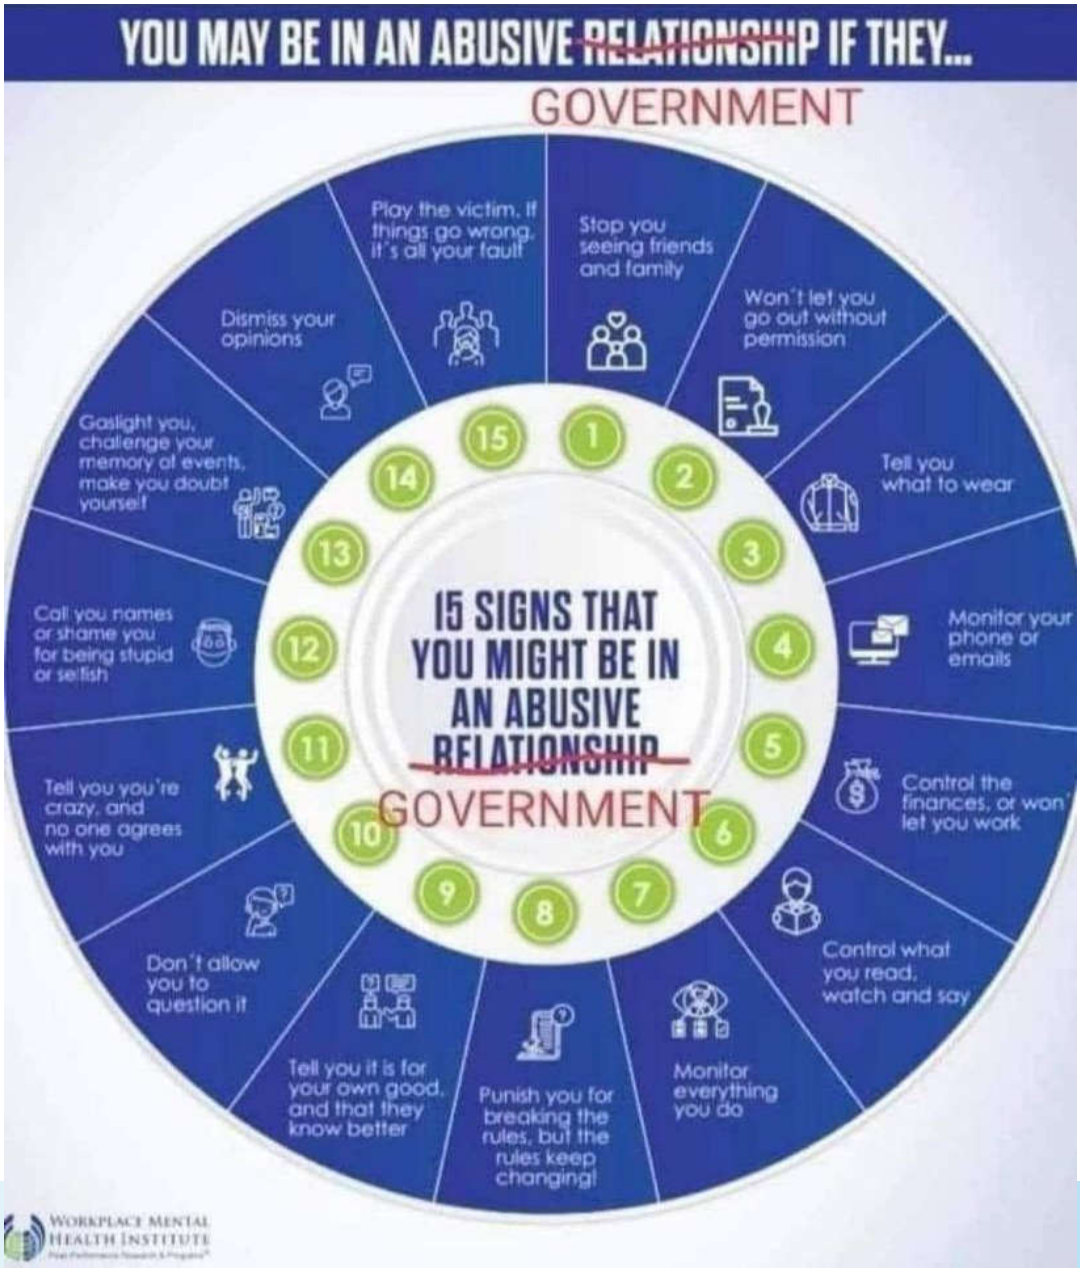 YOU MAY BE IN AN ABUSIVE RELATIONSHIP IF THEY...
GOVERNMENT
Stop you
seeing friends
and family
Won't let you
go out without
permission
Tell you
what to wear
Monitor your
phone or
emails
Control the
finances, or won'
let you work
Control what
you read,
watch and say
Monitor
everything
you do
Punish you for
breaking the
rules, but the
rules keep
changing!
Tell you it is for
your own good,
and that they
know better
Don't allow
you to
question it
Tell you you're
crazy, and
no one agrees
with you
Call you names
or shame you
for being stupid
or selfish
Gaslight you,
challenge your
memory of events,
make you doubt
yourself
Dismiss your
opinions
Play the victim. If
things go wrong,
it's all your fault
1
2
3
4
5
6
7
8
9
10
11
12
13
14
15
15 SIGNS THAT
YOU MIGHT BE IN
AN ABUSIVE
RELATIONSHIP
GOVERNMENT
WORKPLACE MENTAL
HEALTH INSTITUTE